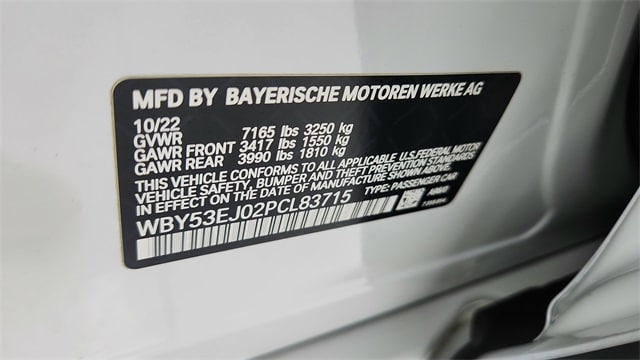 MFD BY BAYERISCHE MOTOREN WERKE AG
10/22
GVWR 7165 lbs 3250 kg
GAWR FRONT 3417 lbs 1550 kg
GAWR REAR 3990 lbs 1810 kg
THIS VEHICLE CONFORMS TO ALL APPLICABLE U.S. FEDERAL MOTOR
VEHICLE SAFETY, BUMPER, AND THEFT PREVENTION STANDARDS IN
EFFECT ON THE DATE OF MANUFACTURE SHOWN ABOVE.
WBY53EJ02PCL83715 TYPE: PASSENGER CAR